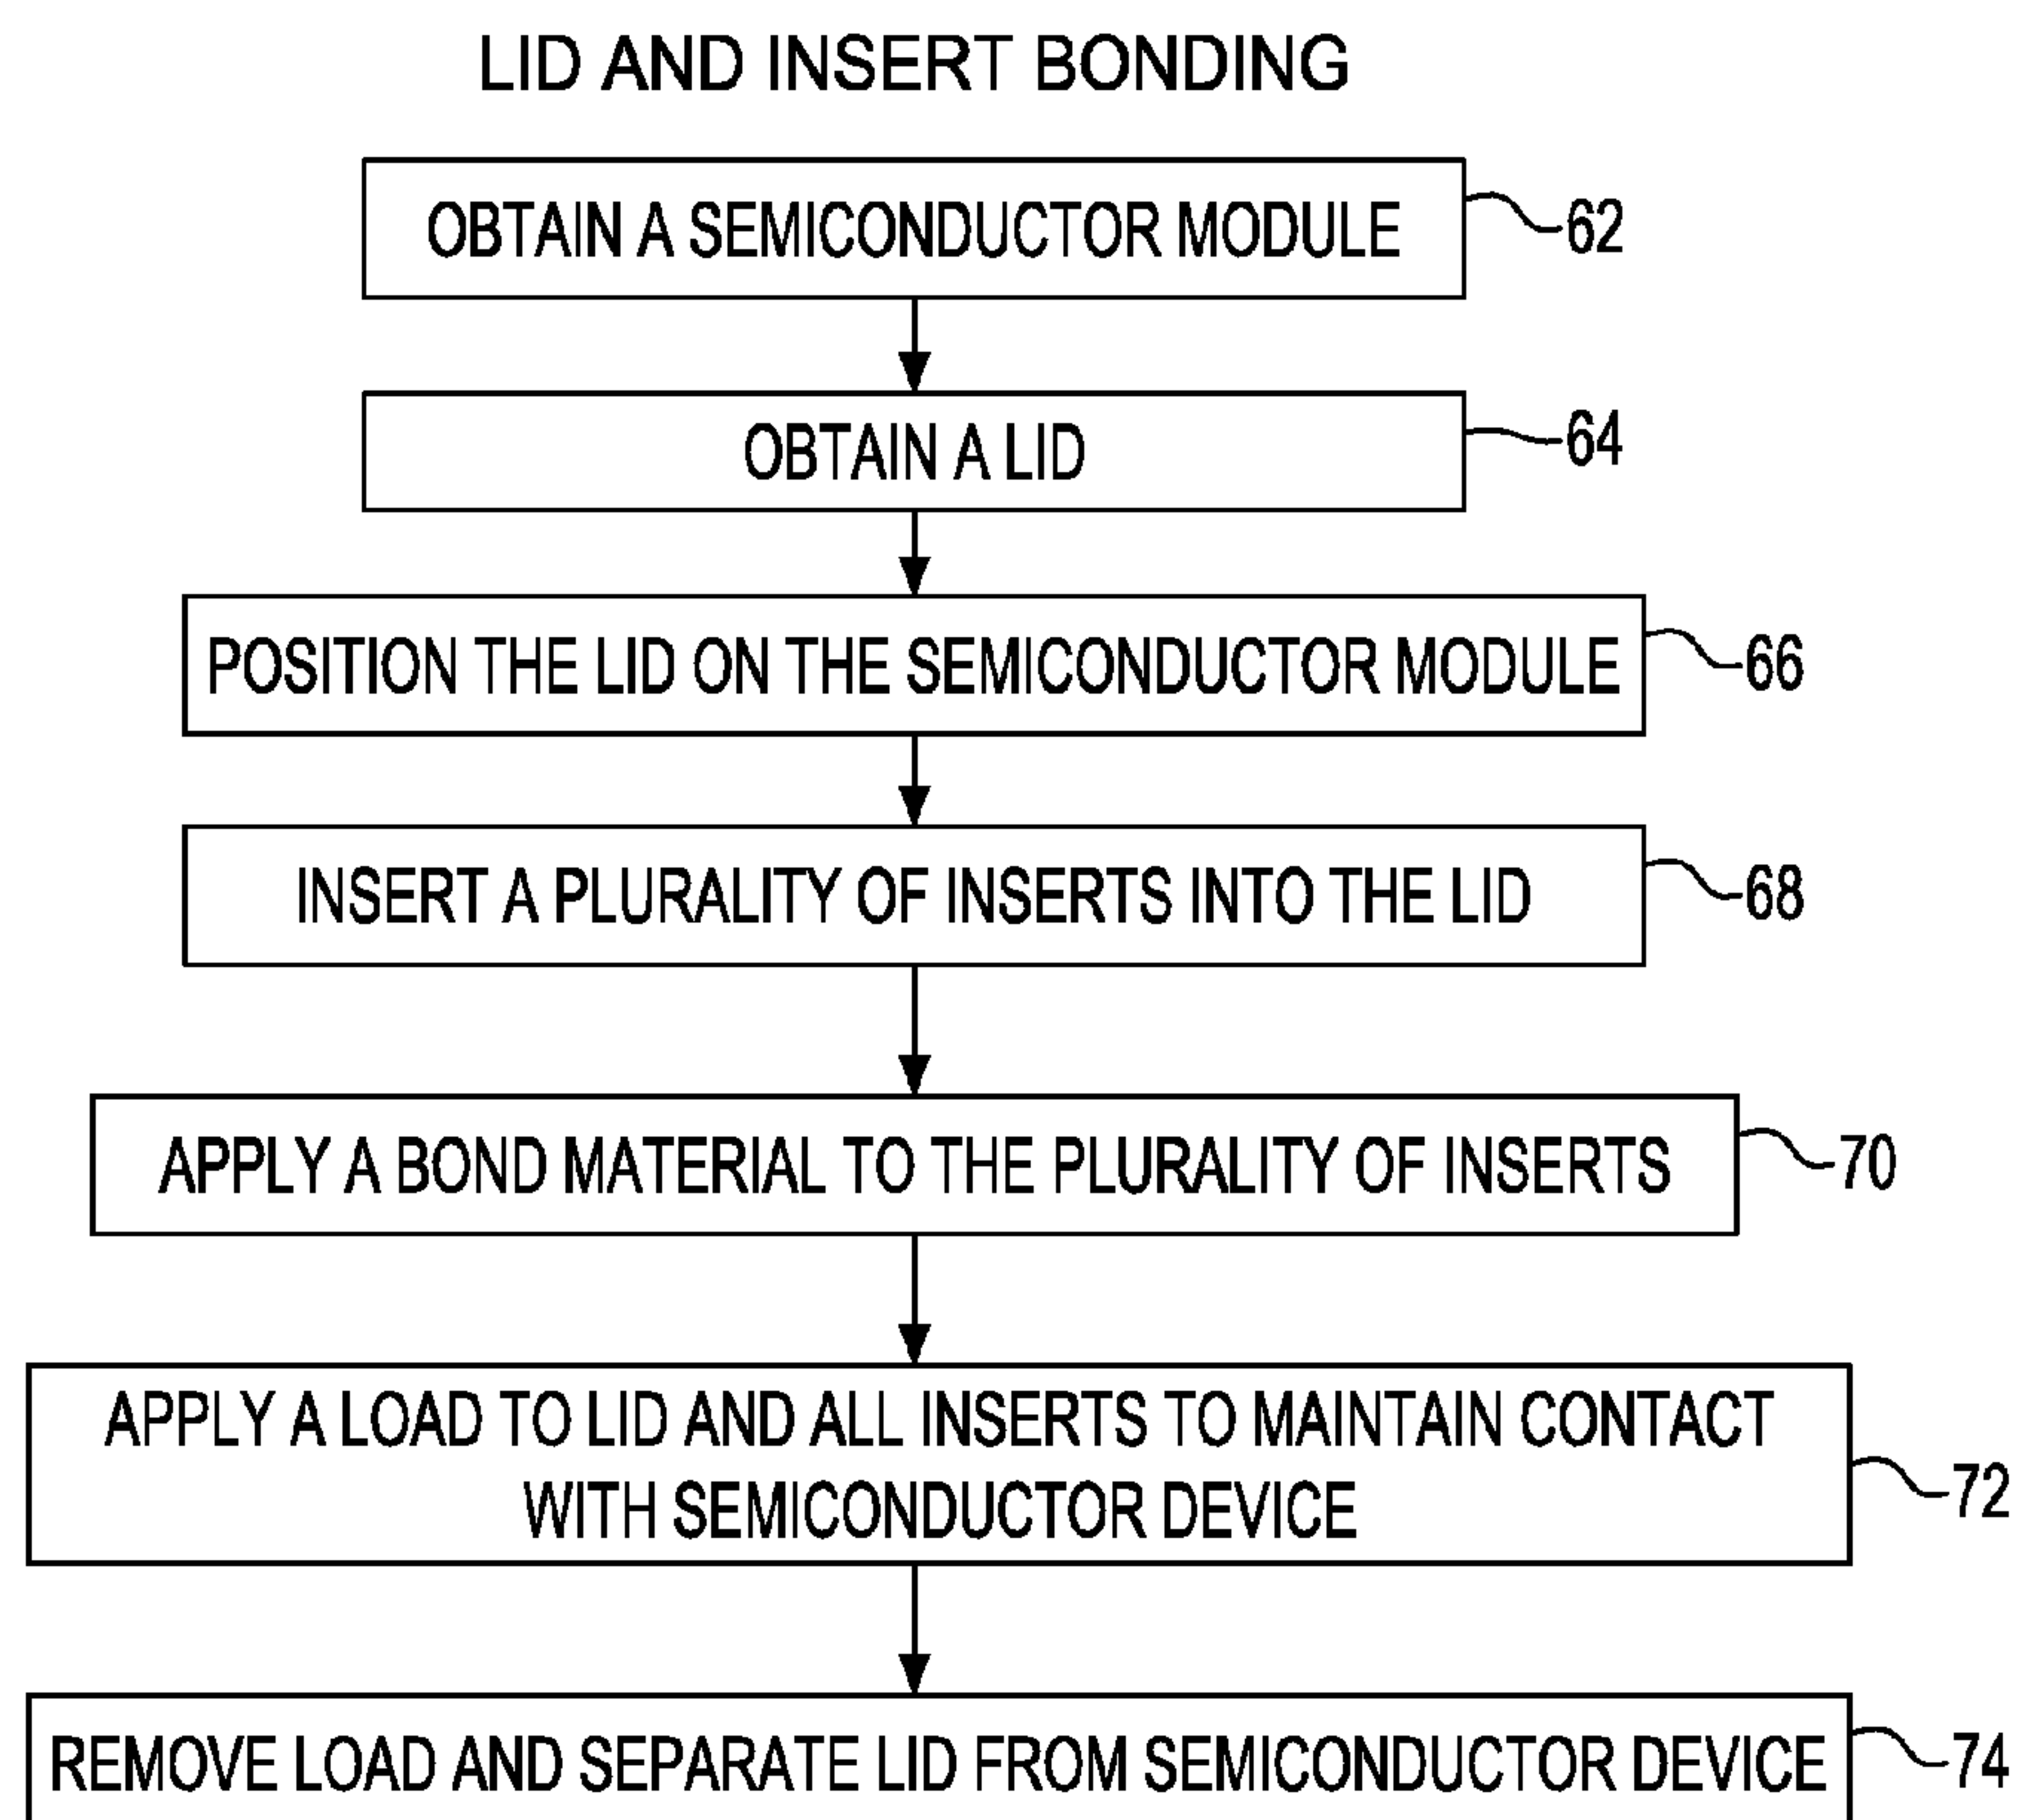 LID AND INSERT BONDING
OBTAIN A SEMICONDUCTOR MODULE
62
OBTAIN A LID
64
POSITION THE LID ON THE SEMICONDUCTOR MODULE
66
INSERT A PLURALITY OF INSERTS INTO THE LID
68
APPLY A BOND MATERIAL TO THE PLURALITY OF INSERTS
70
APPLY A LOAD TO LID AND ALL INSERTS TO MAINTAIN CONTACT
WITH SEMICONDUCTOR DEVICE
72
REMOVE LOAD AND SEPARATE LID FROM SEMICONDUCTOR DEVICE
74